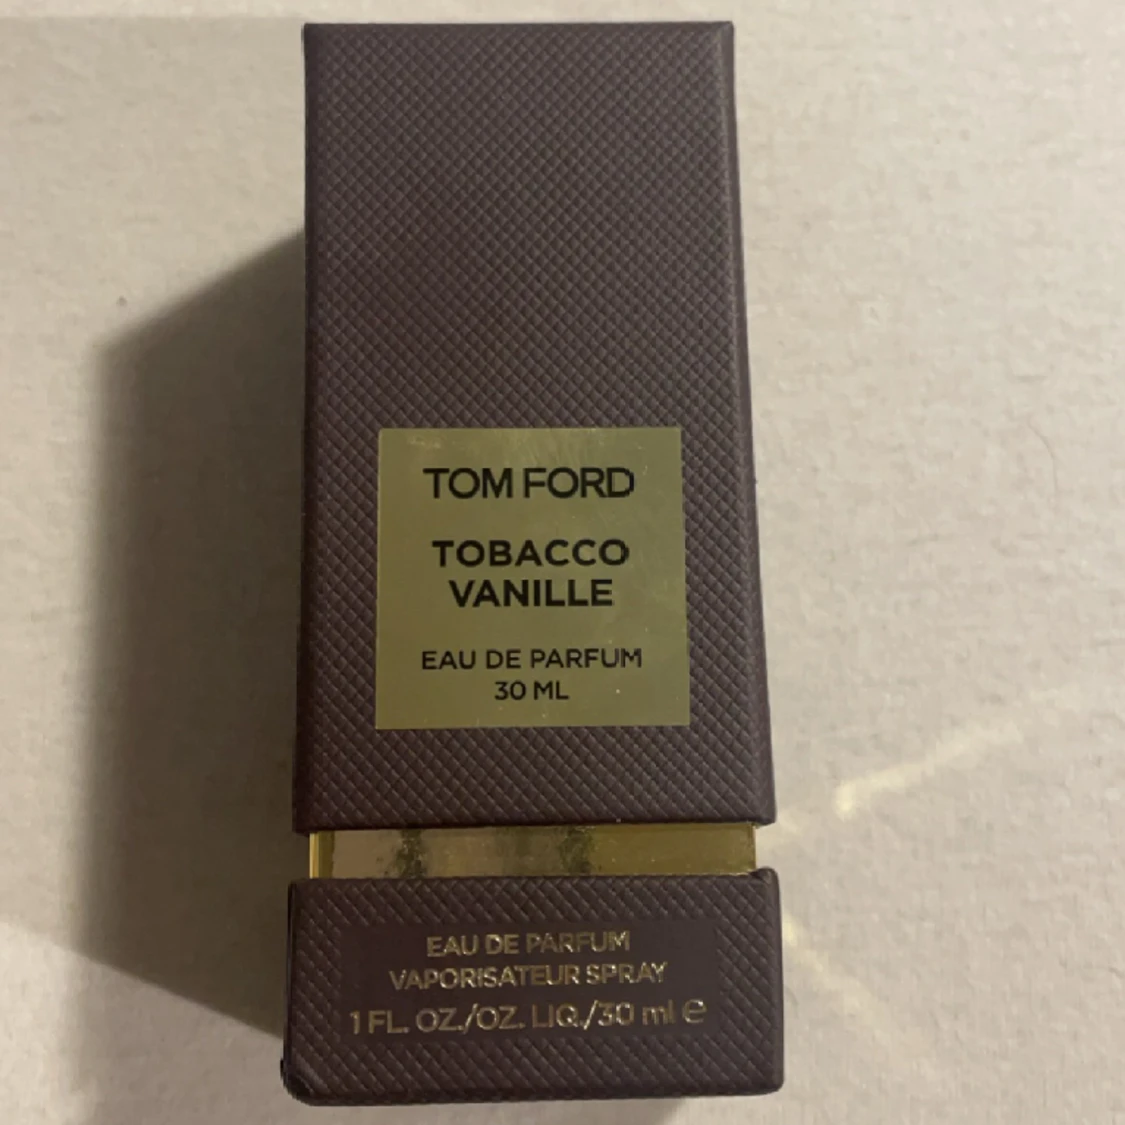 TOM FORD
TOBACCO
VANILLE
EAU DE PARFUM
30 ML
EAU DE PARFUM
VAPORISATEUR SPRAY
1 FL. OZ./OZ. LIQ./30 ml ℮